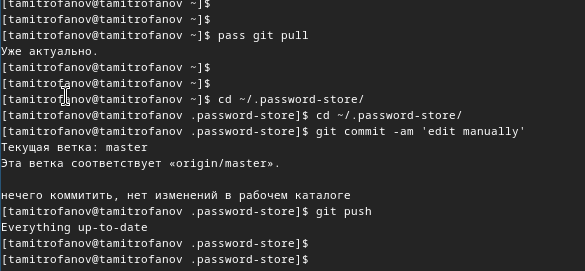 [tamitrofanov@tamitrofanov ~]$
[tamitrofanov@tamitrofanov ~]$
[tamitrofanov@tamitrofanov ~]$ pass git pull
Уже актуально.
[tamitrofanov@tamitrofanov ~]$
[tamitrofanov@tamitrofanov ~]$
[tamitrofanov@tamitrofanov ~]$ cd ~/.password-store/
[tamitrofanov@tamitrofanov .password-store]$ cd ~/.password-store/
[tamitrofanov@tamitrofanov .password-store]$ git commit -am 'edit manually'
Текущая ветка: master
Эта ветка соответствует «origin/master».
нечего коммитить, нет изменений в рабочем каталоге
[tamitrofanov@tamitrofanov .password-store]$ git push
Everything up-to-date
[tamitrofanov@tamitrofanov .password-store]$
[tamitrofanov@tamitrofanov .password-store]$